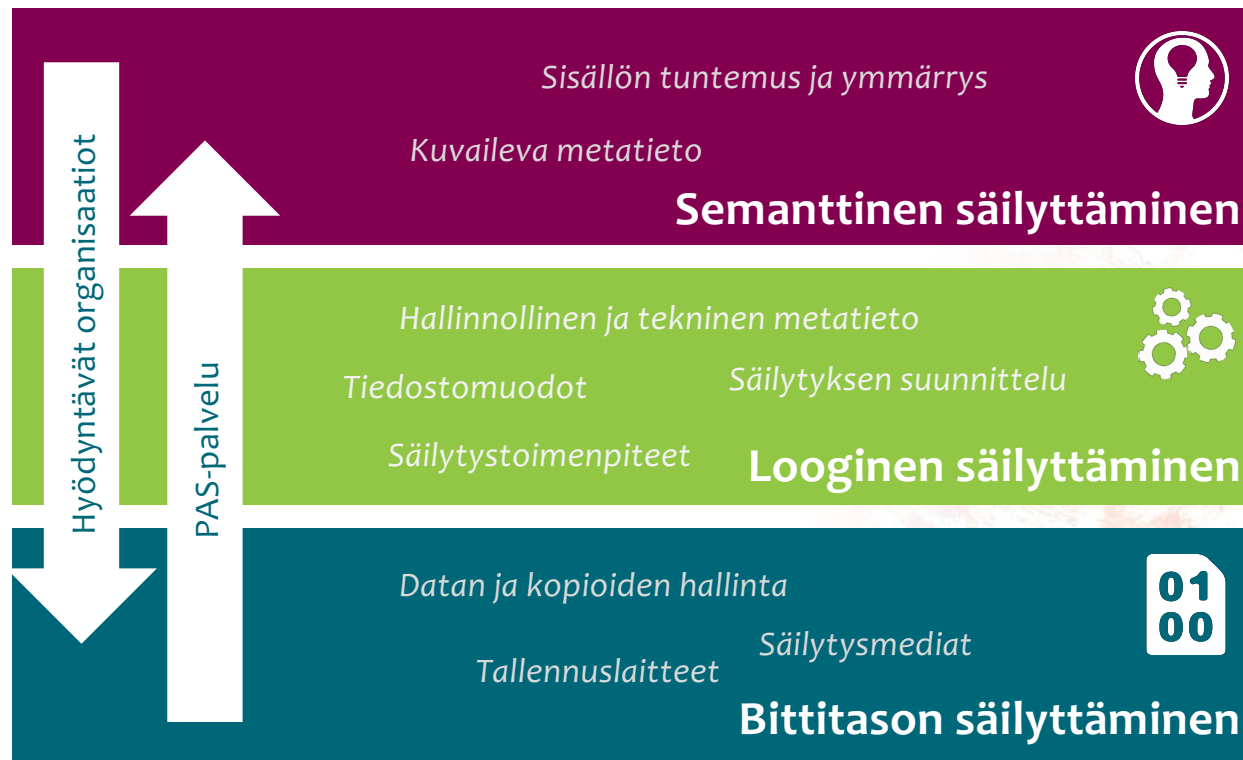 Hyödyntävät organisaatiot
PAS-palvelu
Sisällön tuntemus ja ymmärrys
Kuvaileva metatieto
Semanttinen säilyttäminen
Hallinnollinen ja tekninen metatieto
Tiedostomuodot
Säilytyksen suunnittelu
Säilytystoimenpiteet
Looginen säilyttäminen
Datan ja kopioiden hallinta
Säilytysmediat
Tallennuslaitteet
Bittitason säilyttäminen
01
00